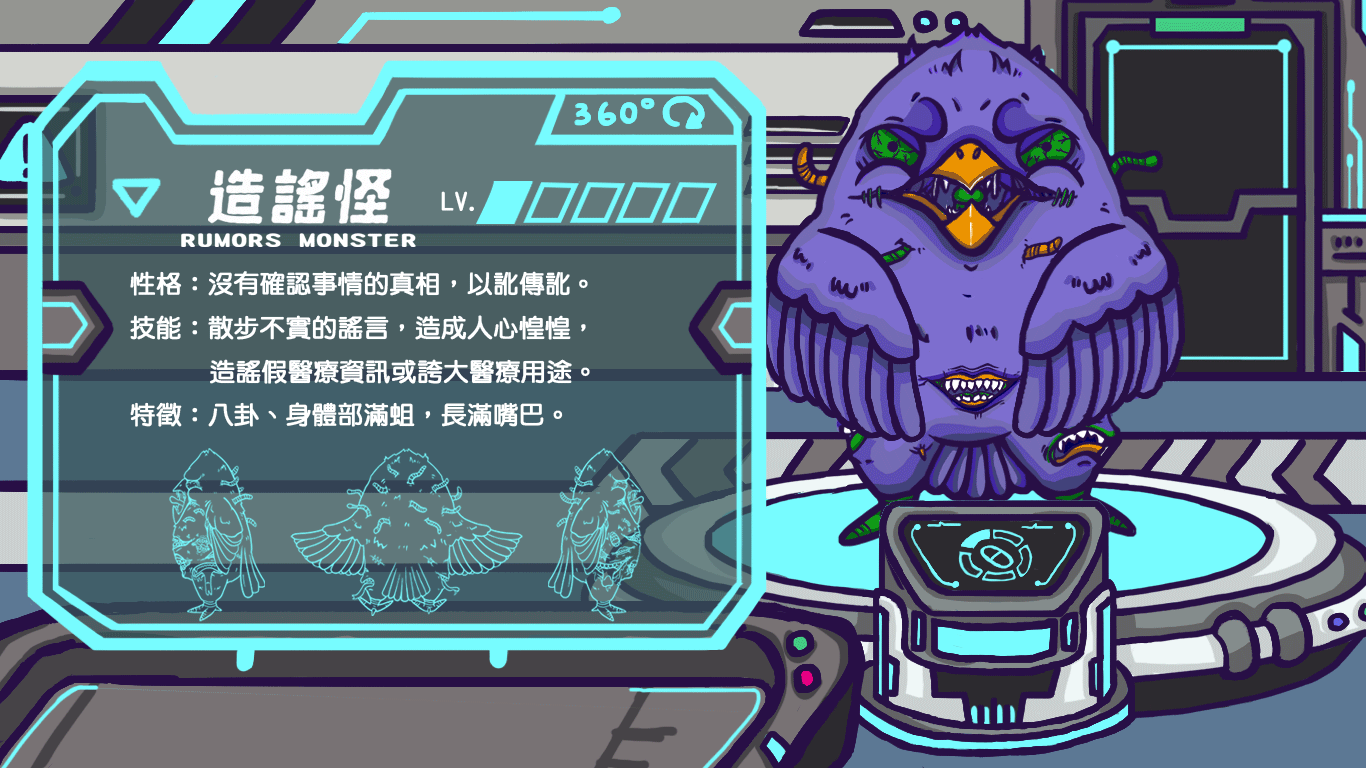 360°
造謠怪
LV.
RUMORS MONSTER
性格：沒有確認事情的真相，以訛傳訛。
技能：散步不實的謠言，造成人心惶惶，
造謠假醫療資訊或誇大醫療用途。
特徵：八卦、身體部滿蛆，長滿嘴巴。